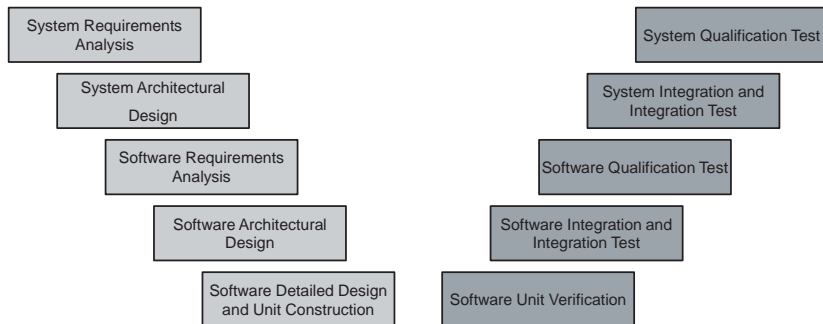 System Requirements
Analysis
System Qualification Test
System Architectural
Design
System Integration and
Integration Test
Software Requirements
Analysis
Software Qualification Test
Software Architectural
Design
Software Integration and
Integration Test
Software Detailed Design
and Unit Construction
Software Unit Verification